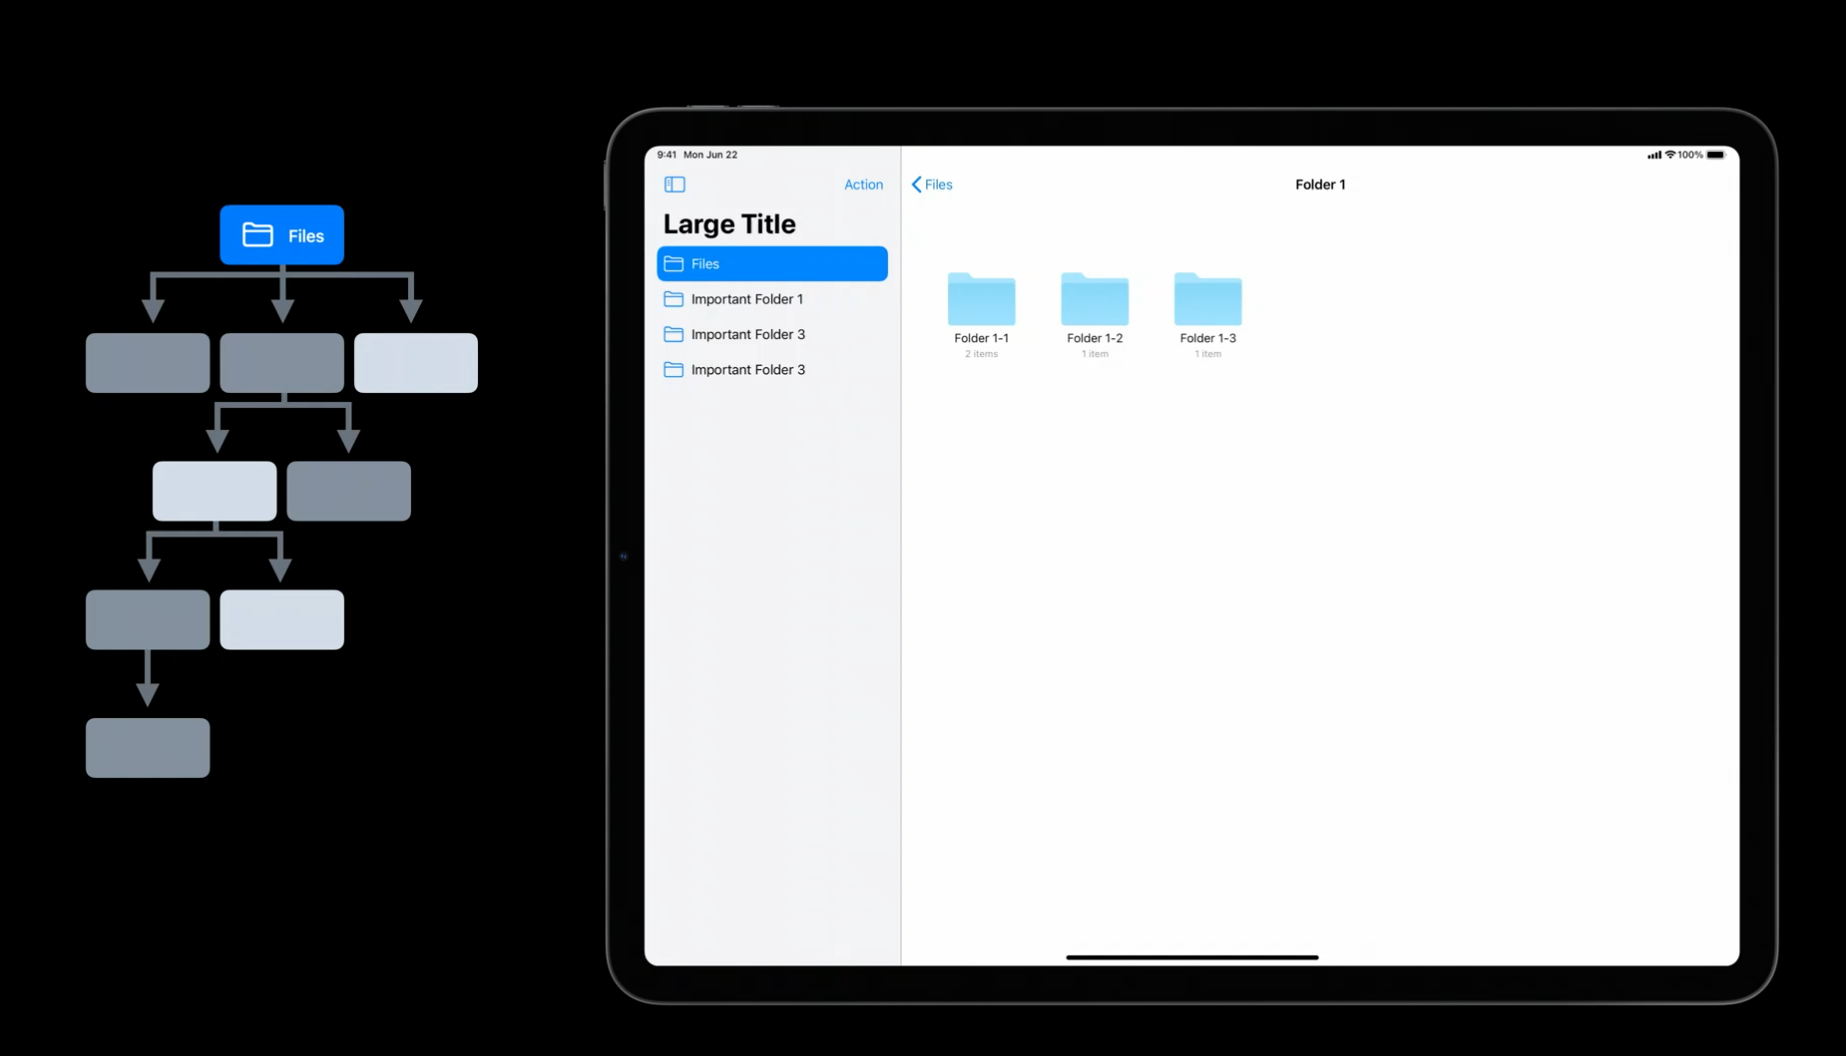 Files
9:41 Mon Jun 22
100%
Action
Files
Folder 1
Large Title
Files
Important Folder 1
Important Folder 3
Important Folder 3
Folder 1-1
2 items
Folder 1-2
1 item
Folder 1-3
1 item